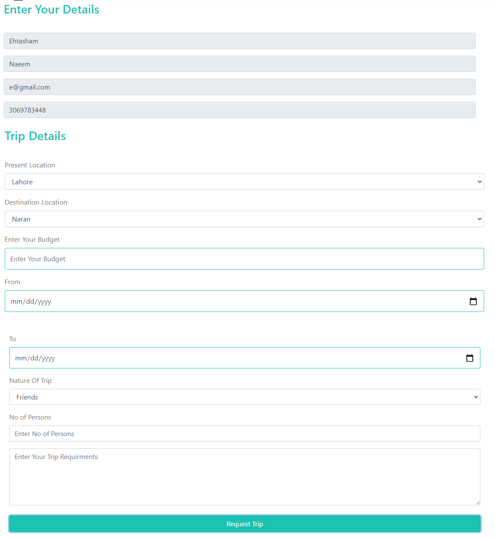 Enter Your Details
Ehtasham
Naeem
e@gmail.com
3069783448
Trip Details
Present Location
Lahore
Destination Location
Naran
Enter Your Budget
Enter Your Budget
From
mm/dd/yyyy
To
mm/dd/yyyy
Nature Of Trip
Friends
No of Persons
Enter No of Persons
Enter Your Trip Requirments
Request Trip